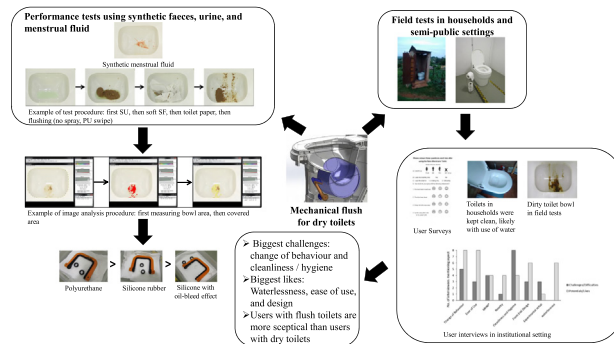 Performance tests using synthetic faeces, urine, and
menstrual fluid
Synthetic menstrual fluid
Example of test procedure: first SU, then soft SF, then toilet paper, then
flushing (no spray, PU swipe)
Example of image analysis procedure: first measuring bowl area, then covered
area
Polyurethane
>
Silicone rubber
>
Silicone with
oil-bleed effect
Mechanical flush
for dry toilets
➢ Biggest challenges:
change of behaviour and
cleanliness / hygiene
➢ Biggest likes:
Waterlessness, ease of use,
and design
➢ Users with flush toilets are
more sceptical than users
with dry toilets
Field tests in households and
semi-public settings
User Surveys
Toilets in
households were
kept clean, likely
with use of water
Dirty toilet bowl
in field tests
User interviews in institutional setting